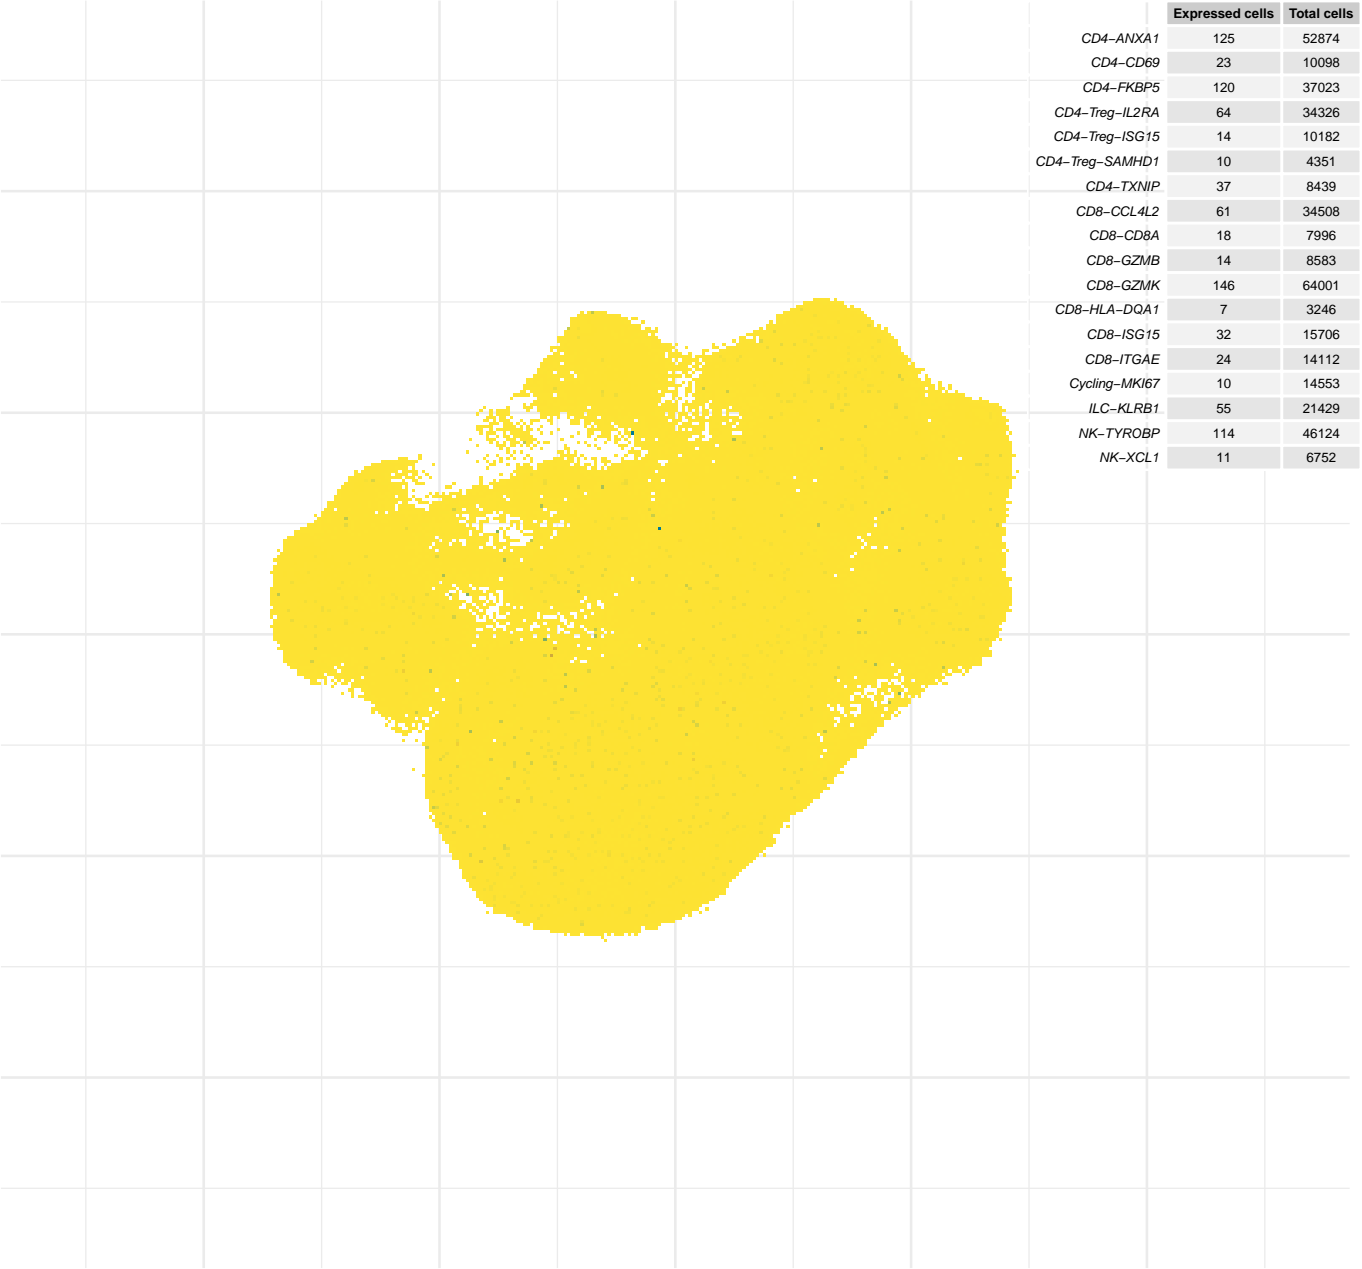 Expressed cells Total cells
CD4−ANXA1 125 52874
CD4−CD69 23 10098
CD4−FKBP5 120 37023
CD4−Treg−IL2RA 64 34326
CD4−Treg−ISG15 14 10182
CD4−Treg−SAMHD1 10 4351
CD4−TXNIP 37 8439
CD8−CCL4L2 61 34508
CD8−CD8A 18 7996
CD8−GZMB 14 8583
CD8−GZMK 146 64001
CD8−HLA−DQA1 7 3246
CD8−ISG15 32 15706
CD8−ITGAE 24 14112
Cycling−MKI67 10 14553
ILC−KLRB1 55 21429
NK−TYROBP 114 46124
NK−XCL1 11 6752